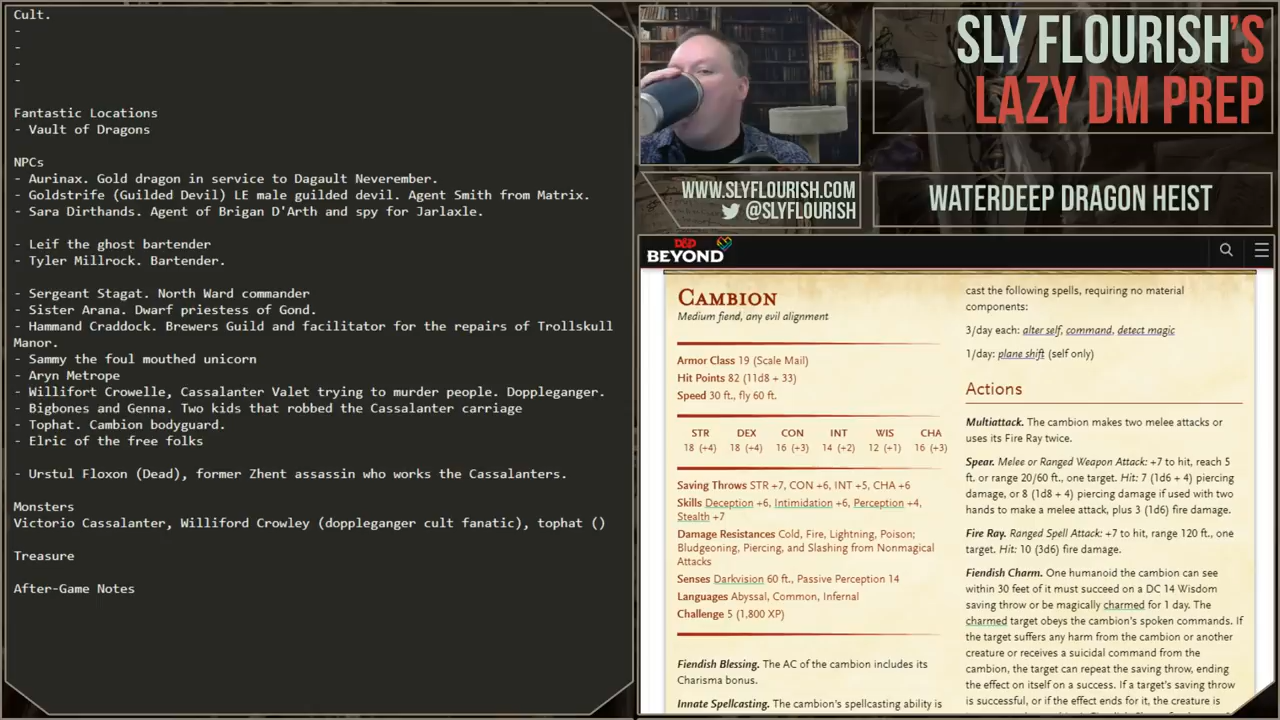 Cult.
-
-
-
-
Fantastic Locations
- Vault of Dragons
NPCs
- Aurinax. Gold dragon in service to Dagault Neverember.
- Goldstrife (Guilded Devil) LE male guilded devil. Agent Smith from Matrix.
- Sara Dirthands. Agent of Brigan D'Arth and spy for Jarlaxle.
- Leif the ghost bartender
- Tyler Millrock. Bartender.
- Sergeant Stagat. North Ward commander
- Sister Arana. Dwarf priestess of Gond.
- Hammand Craddock. Brewers Guild and facilitator for the repairs of Trollskull
Manor.
- Sammy the foul mouthed unicorn
- Aryn Metrope
- Willifort Crowelle, Cassalanter Valet trying to murder people. Doppleganger.
- Bigbones and Genna. Two kids that robbed the Cassalanter carriage
- Tophat. Cambion bodyguard.
- Elric of the free folks
- Urstul Floxon (Dead), former Zhent assassin who works the Cassalanters.
Monsters
Victorio Cassalanter, Williford Crowley (doppleganger cult fanatic), tophat ()
Treasure
After-Game Notes
SLY FLOURISH'S
LAZY DM PREP
WWW.SLYFLOURISH.COM
@SLYFLOURISH
WATERDEEP DRAGON HEIST
D&D
BEYOND
CAMBION
Medium fiend, any evil alignment
Armor Class 19 (Scale Mail)
Hit Points 82 (11d8 + 33)
Speed 30 ft., fly 60 ft.
STR DEX CON INT WIS CHA
18 (+4) 18 (+4) 16 (+3) 14 (+2) 12 (+1) 16 (+3)
Saving Throws STR +7, CON +6, INT +5, CHA +6
Skills Deception +6, Intimidation +6, Perception +4,
Stealth +7
Damage Resistances Cold, Fire, Lightning, Poison;
Bludgeoning, Piercing, and Slashing from Nonmagical
Attacks
Senses Darkvision 60 ft., Passive Perception 14
Languages Abyssal, Common, Infernal
Challenge 5 (1,800 XP)
Fiendish Blessing. The AC of the cambion includes its
Charisma bonus.
Innate Spellcasting. The cambion's spellcasting ability is
cast the following spells, requiring no material
components:
3/day each: alter self, command, detect magic
1/day: plane shift (self only)
Actions
Multiattack. The cambion makes two melee attacks or
uses its Fire Ray twice.
Spear. Melee or Ranged Weapon Attack: +7 to hit, reach 5
ft. or range 20/60 ft., one target. Hit: 7 (1d6 + 4) piercing
damage, or 8 (1d8 + 4) piercing damage if used with two
hands to make a melee attack, plus 3 (1d6) fire damage.
Fire Ray. Ranged Spell Attack: +7 to hit, range 120 ft., one
target. Hit: 10 (3d6) fire damage.
Fiendish Charm. One humanoid the cambion can see
within 30 feet of it must succeed on a DC 14 Wisdom
saving throw or be magically charmed for 1 day. The
charmed target obeys the cambion's spoken commands. If
the target suffers any harm from the cambion or another
creature or receives a suicidal command from the
cambion, the target can repeat the saving throw, ending
the effect on itself on a success. If a target's saving throw
is successful, or if the effect ends for it, the creature is